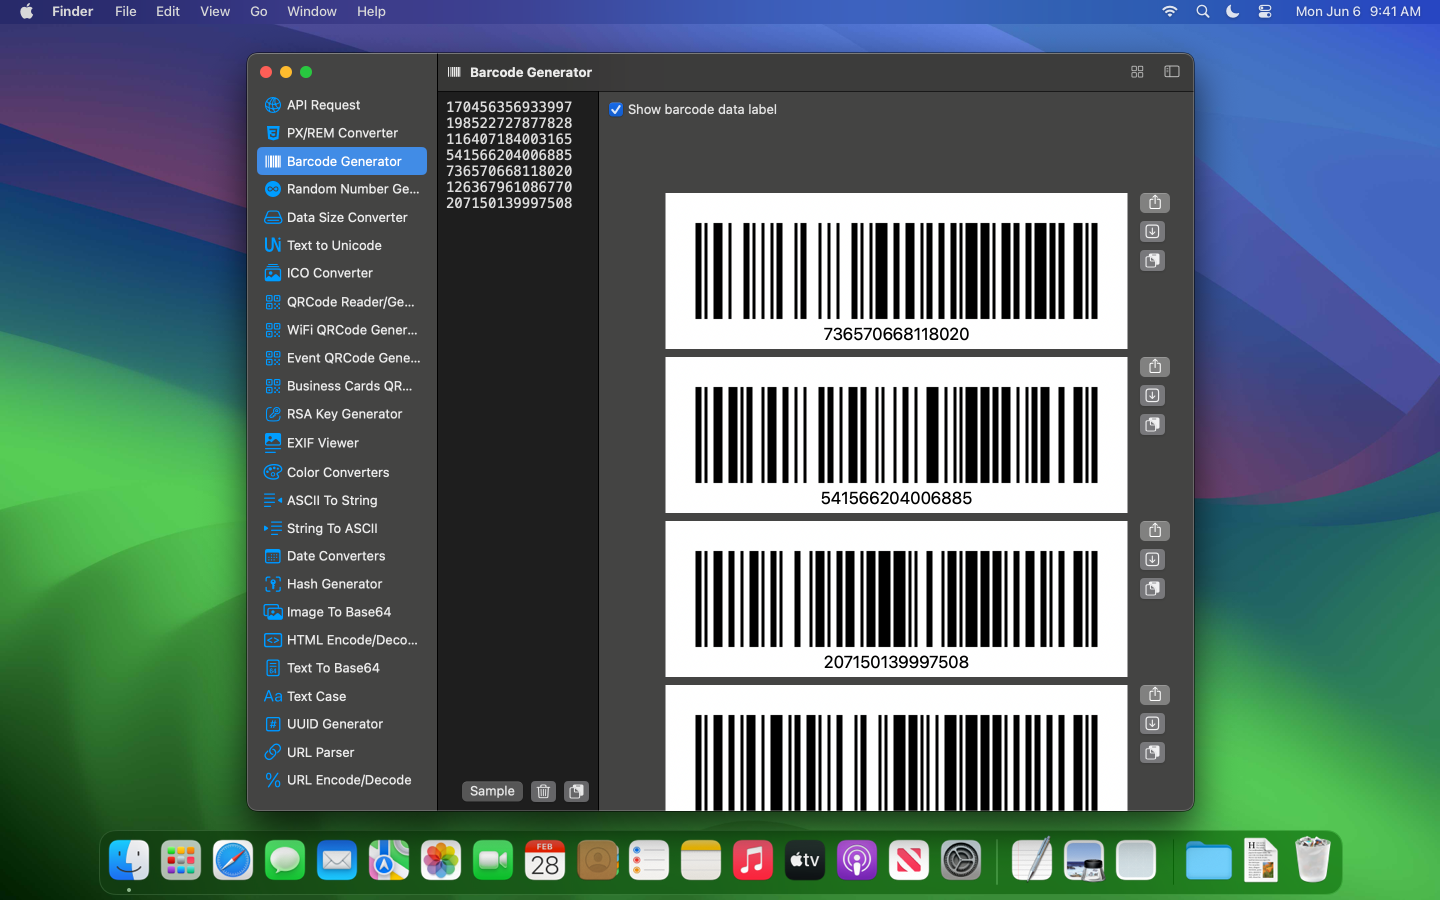 Finder File Edit View Go Window Help
Mon Jun 6 9:41 AM
Barcode Generator
API Request
PX/REM Converter
Barcode Generator
Random Number Ge...
Data Size Converter
Text to Unicode
ICO Converter
QRCode Reader/Ge...
WiFi QRCode Gener...
Event QRCode Gene...
Business Cards QR...
RSA Key Generator
EXIF Viewer
Color Converters
ASCII To String
String To ASCII
Date Converters
Hash Generator
Image To Base64
HTML Encode/Deco...
Text To Base64
Text Case
UUID Generator
URL Parser
URL Encode/Decode
170456356933997
198522727877828
116407184003165
541566204006885
736570668118020
126367961086770
207150139997508
Sample
Show barcode data label
736570668118020
541566204006885
207150139997508
FEB
28
tv